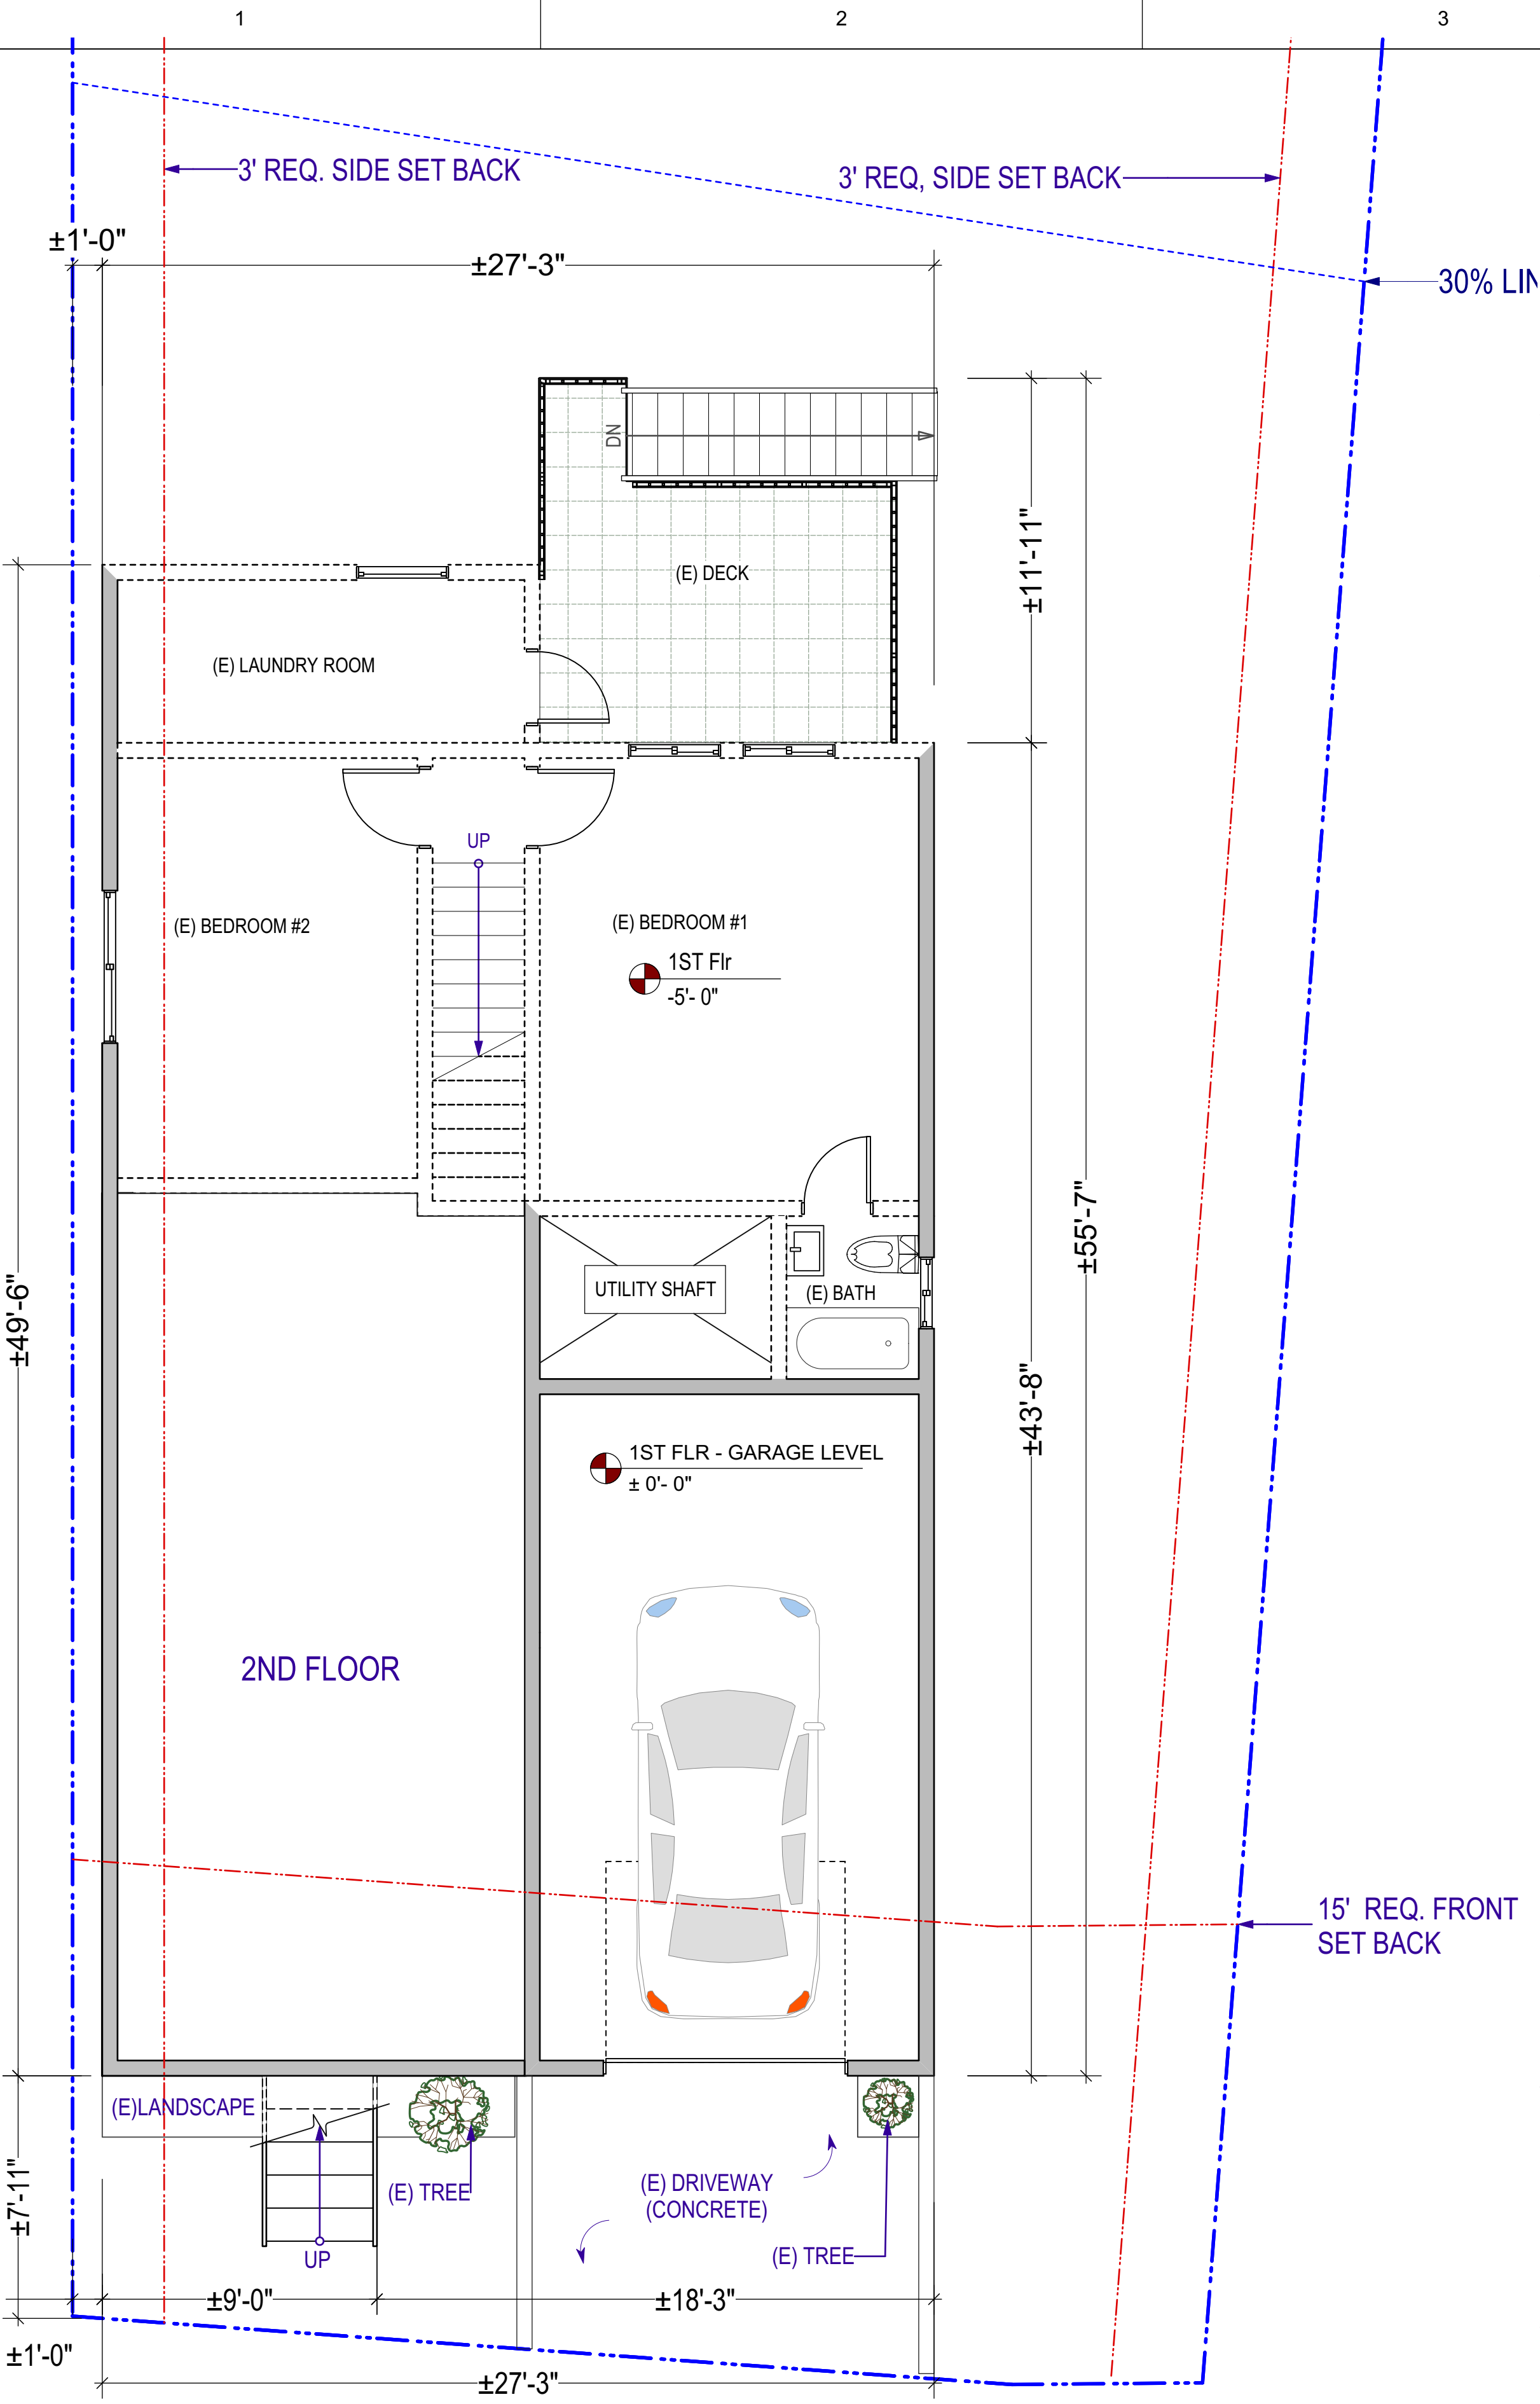 1
2
3
3' REQ. SIDE SET BACK
3' REQ, SIDE SET BACK
±1'-0"
±27'-3"
30% LIN
DN
±11'-11"
(E) DECK
(E) LAUNDRY ROOM
UP
(E) BEDROOM #2
(E) BEDROOM #1
1ST Flr
-5'- 0"
±55'-7"
±49'-6"
UTILITY SHAFT
(E) BATH
±43'-8"
1ST FLR - GARAGE LEVEL
± 0'- 0"
2ND FLOOR
15'  REQ. FRONT
SET BACK
(E)LANDSCAPE
±7'-11"
(E) TREE
(E) DRIVEWAY
(CONCRETE)
(E) TREE
UP
±9'-0"
±18'-3"
±1'-0"
±27'-3"